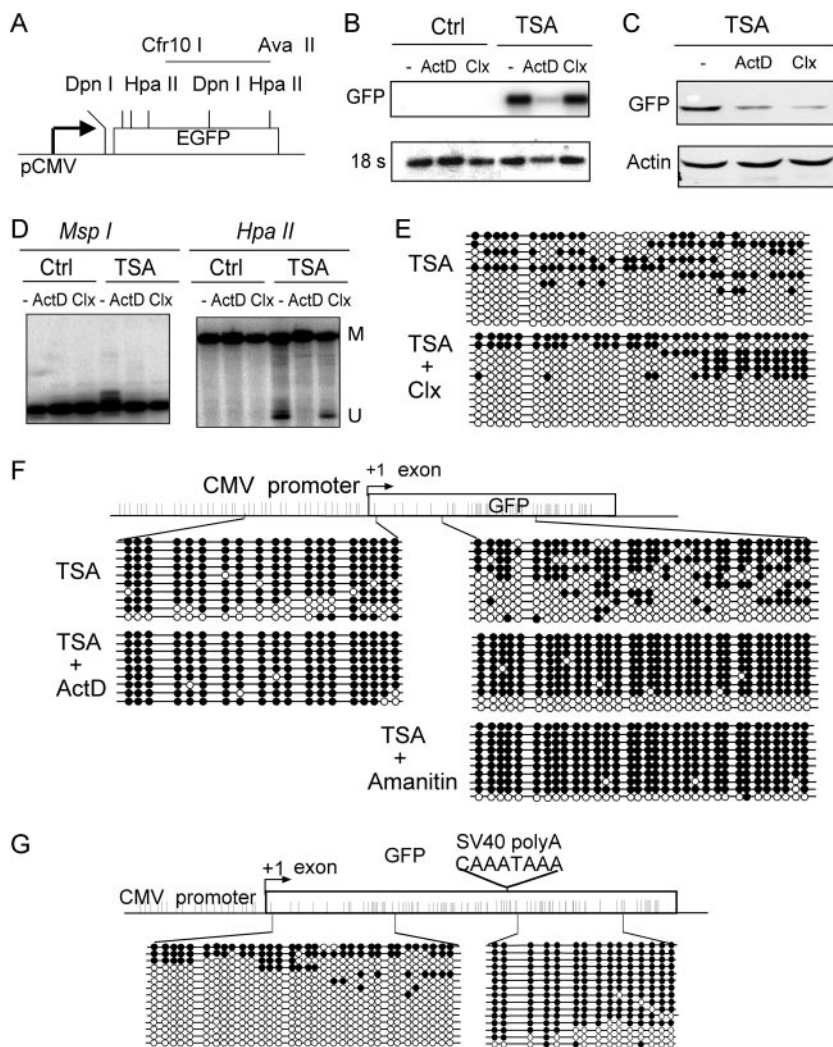 A
Cfr10 I Ava II
Dpn I Hpa II Dpn I Hpa II
EGFP
pCMV
B
Ctrl TSA
- ActD Clx - ActD Clx
GFP
18 s
C
TSA
- ActD Clx
GFP
Actin
D
Msp I Hpa II
Ctrl TSA Ctrl TSA
- ActD Clx - ActD Clx - ActD Clx - ActD Clx
M
U
E
TSA
TSA
+
Clx
F
+1 exon
CMV promoter
GFP
TSA
TSA
+
ActD
TSA
+
Amanitin
G
SV40 polyA
GFP CAAATAAA
+1 exon
CMV promoter